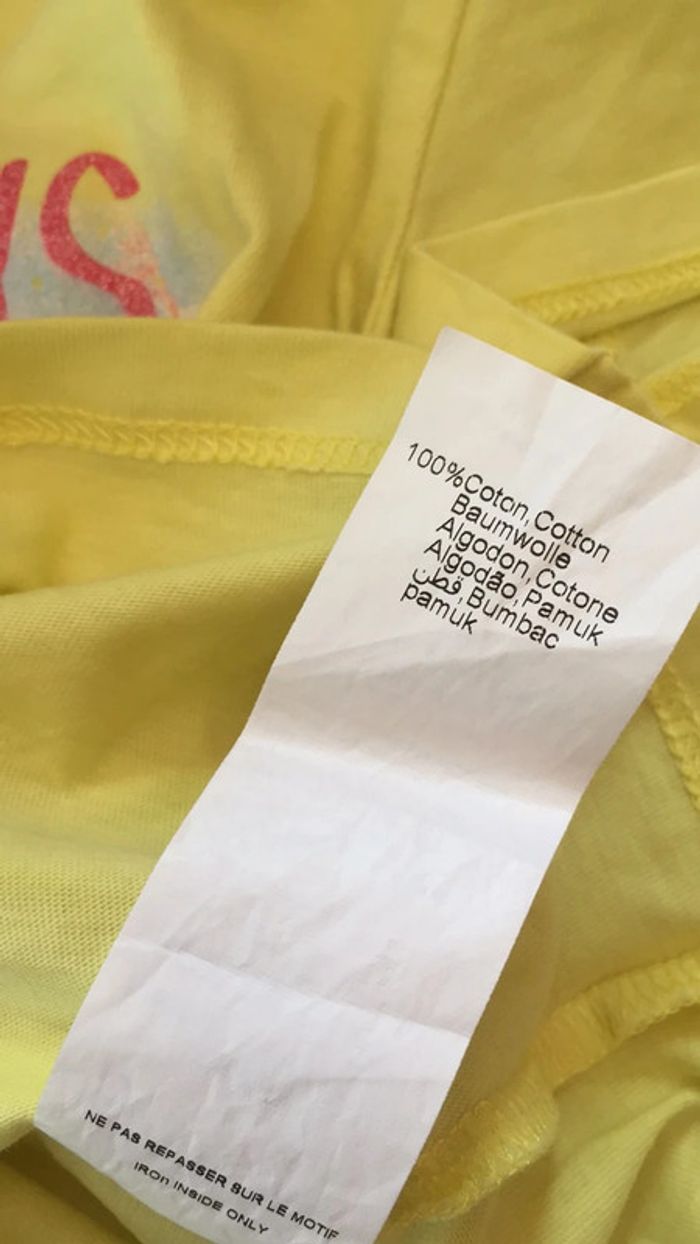 100%Coton,Cotton
Baumwolle
Algodon,Cotone
Algodão,Pamuk
قطن,Bumbac
pamuk
NE PAS REPASSER SUR LE MOTIF
IROn INSIDE ONLY